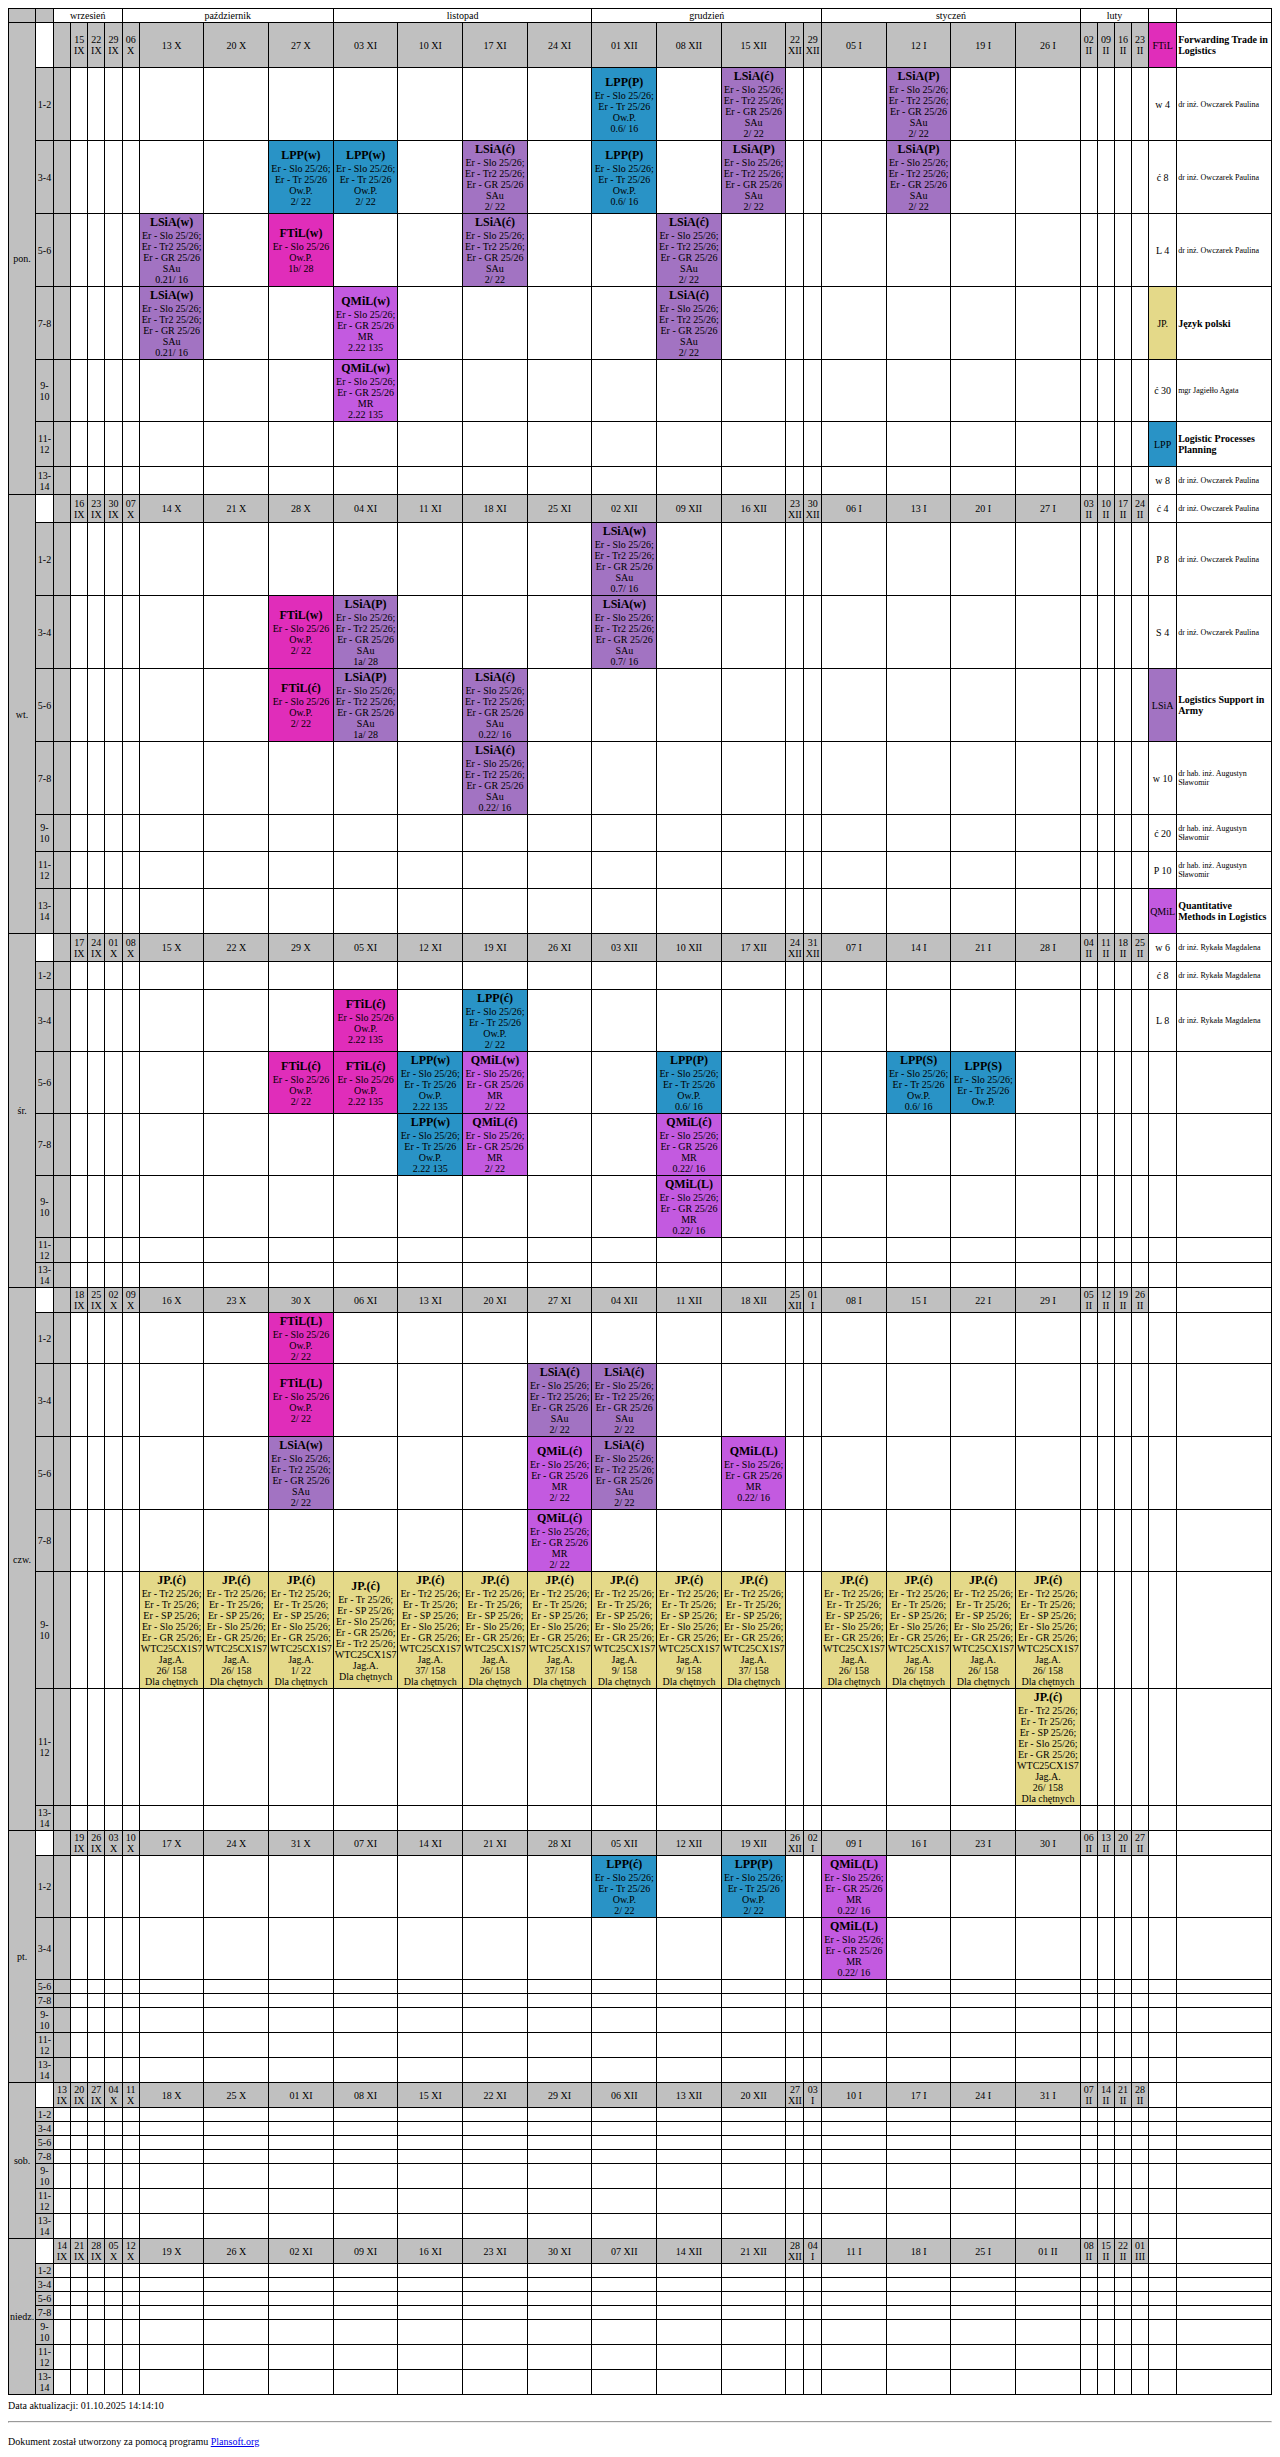 wrzesień październik listopad grudzień styczeń luty
pon.
15 IX 22 IX 29 IX 06 X 13 X 20 X 27 X 03 XI 10 XI 17 XI 24 XI 01 XII 08 XII 15 XII 22 XII 29 XII 05 I 12 I 19 I 26 I 02 II 09 II 16 II 23 II FTiL Forwarding Trade in Logistics
1-2
LPP(P) Er - Slo 25/26; Er - Tr 25/26 Ow.P. 0.6/ 16
LSiA(ć) Er - Slo 25/26; Er - Tr2 25/26; Er - GR 25/26 SAu 2/ 22
LSiA(P) Er - Slo 25/26; Er - Tr2 25/26; Er - GR 25/26 SAu 2/ 22
w 4 dr inż. Owczarek Paulina
3-4
LPP(w) Er - Slo 25/26; Er - Tr 25/26 Ow.P. 2/ 22
LPP(w) Er - Slo 25/26; Er - Tr 25/26 Ow.P. 2/ 22
LSiA(ć) Er - Slo 25/26; Er - Tr2 25/26; Er - GR 25/26 SAu 2/ 22
LPP(P) Er - Slo 25/26; Er - Tr 25/26 Ow.P. 0.6/ 16
LSiA(P) Er - Slo 25/26; Er - Tr2 25/26; Er - GR 25/26 SAu 2/ 22
LSiA(P) Er - Slo 25/26; Er - Tr2 25/26; Er - GR 25/26 SAu 2/ 22
ć 8 dr inż. Owczarek Paulina
5-6
LSiA(w) Er - Slo 25/26; Er - Tr2 25/26; Er - GR 25/26 SAu 0.21/ 16
FTiL(w) Er - Slo 25/26 Ow.P. 1b/ 28
LSiA(ć) Er - Slo 25/26; Er - Tr2 25/26; Er - GR 25/26 SAu 2/ 22
LSiA(ć) Er - Slo 25/26; Er - Tr2 25/26; Er - GR 25/26 SAu 2/ 22
L 4 dr inż. Owczarek Paulina
7-8
LSiA(w) Er - Slo 25/26; Er - Tr2 25/26; Er - GR 25/26 SAu 0.21/ 16
QMiL(w) Er - Slo 25/26; Er - GR 25/26 MR 2.22 135
LSiA(ć) Er - Slo 25/26; Er - Tr2 25/26; Er - GR 25/26 SAu 2/ 22
JP. Język polski
9-10
QMiL(w) Er - Slo 25/26; Er - GR 25/26 MR 2.22 135
ć 30 mgr Jagiełło Agata
11-12 LPP Logistic Processes Planning
13-14 w 8 dr inż. Owczarek Paulina
wt.
16 IX 23 IX 30 IX 07 X 14 X 21 X 28 X 04 XI 11 XI 18 XI 25 XI 02 XII 09 XII 16 XII 23 XII 30 XII 06 I 13 I 20 I 27 I 03 II 10 II 17 II 24 II ć 4 dr inż. Owczarek Paulina
1-2
LSiA(w) Er - Slo 25/26; Er - Tr2 25/26; Er - GR 25/26 SAu 0.7/ 16
P 8 dr inż. Owczarek Paulina
3-4
FTiL(w) Er - Slo 25/26 Ow.P. 2/ 22
LSiA(P) Er - Slo 25/26; Er - Tr2 25/26; Er - GR 25/26 SAu 1a/ 28
LSiA(w) Er - Slo 25/26; Er - Tr2 25/26; Er - GR 25/26 SAu 0.7/ 16
S 4 dr inż. Owczarek Paulina
5-6
FTiL(ć) Er - Slo 25/26 Ow.P. 2/ 22
LSiA(P) Er - Slo 25/26; Er - Tr2 25/26; Er - GR 25/26 SAu 1a/ 28
LSiA(ć) Er - Slo 25/26; Er - Tr2 25/26; Er - GR 25/26 SAu 0.22/ 16
LSiA Logistics Support in Army
7-8
LSiA(ć) Er - Slo 25/26; Er - Tr2 25/26; Er - GR 25/26 SAu 0.22/ 16
w 10 dr hab. inż. Augustyn Sławomir
9-10 ć 20 dr hab. inż. Augustyn Sławomir
11-12 P 10 dr hab. inż. Augustyn Sławomir
13-14 QMiL Quantitative Methods in Logistics
śr.
17 IX 24 IX 01 X 08 X 15 X 22 X 29 X 05 XI 12 XI 19 XI 26 XI 03 XII 10 XII 17 XII 24 XII 31 XII 07 I 14 I 21 I 28 I 04 II 11 II 18 II 25 II w 6 dr inż. Rykała Magdalena
1-2 ć 8 dr inż. Rykała Magdalena
3-4
FTiL(ć) Er - Slo 25/26 Ow.P. 2.22 135
LPP(ć) Er - Slo 25/26; Er - Tr 25/26 Ow.P. 2/ 22
L 8 dr inż. Rykała Magdalena
5-6
FTiL(ć) Er - Slo 25/26 Ow.P. 2/ 22
FTiL(ć) Er - Slo 25/26 Ow.P. 2.22 135
LPP(w) Er - Slo 25/26; Er - Tr 25/26 Ow.P. 2.22 135
QMiL(w) Er - Slo 25/26; Er - GR 25/26 MR 2/ 22
LPP(P) Er - Slo 25/26; Er - Tr 25/26 Ow.P. 0.6/ 16
LPP(S) Er - Slo 25/26; Er - Tr 25/26 Ow.P. 0.6/ 16
LPP(S) Er - Slo 25/26; Er - Tr 25/26 Ow.P.
7-8
LPP(w) Er - Slo 25/26; Er - Tr 25/26 Ow.P. 2.22 135
QMiL(ć) Er - Slo 25/26; Er - GR 25/26 MR 2/ 22
QMiL(ć) Er - Slo 25/26; Er - GR 25/26 MR 0.22/ 16
9-10
QMiL(L) Er - Slo 25/26; Er - GR 25/26 MR 0.22/ 16
11-12
13-14
czw.
18 IX 25 IX 02 X 09 X 16 X 23 X 30 X 06 XI 13 XI 20 XI 27 XI 04 XII 11 XII 18 XII 25 XII 01 I 08 I 15 I 22 I 29 I 05 II 12 II 19 II 26 II
1-2
FTiL(L) Er - Slo 25/26 Ow.P. 2/ 22
3-4
FTiL(L) Er - Slo 25/26 Ow.P. 2/ 22
LSiA(ć) Er - Slo 25/26; Er - Tr2 25/26; Er - GR 25/26 SAu 2/ 22
LSiA(ć) Er - Slo 25/26; Er - Tr2 25/26; Er - GR 25/26 SAu 2/ 22
5-6
LSiA(w) Er - Slo 25/26; Er - Tr2 25/26; Er - GR 25/26 SAu 2/ 22
QMiL(ć) Er - Slo 25/26; Er - GR 25/26 MR 2/ 22
LSiA(ć) Er - Slo 25/26; Er - Tr2 25/26; Er - GR 25/26 SAu 2/ 22
QMiL(L) Er - Slo 25/26; Er - GR 25/26 MR 0.22/ 16
7-8
QMiL(ć) Er - Slo 25/26; Er - GR 25/26 MR 2/ 22
9-10
JP.(ć) Er - Tr2 25/26; Er - Tr 25/26; Er - SP 25/26; Er - Slo 25/26; Er - GR 25/26; WTC25CX1S7 Jag.A. 26/ 158 Dla chętnych
JP.(ć) Er - Tr2 25/26; Er - Tr 25/26; Er - SP 25/26; Er - Slo 25/26; Er - GR 25/26; WTC25CX1S7 Jag.A. 26/ 158 Dla chętnych
JP.(ć) Er - Tr2 25/26; Er - Tr 25/26; Er - SP 25/26; Er - Slo 25/26; Er - GR 25/26; WTC25CX1S7 Jag.A. 1/ 22 Dla chętnych
JP.(ć) Er - Tr 25/26; Er - SP 25/26; Er - Slo 25/26; Er - GR 25/26; Er - Tr2 25/26; WTC25CX1S7 Jag.A. Dla chętnych
JP.(ć) Er - Tr2 25/26; Er - Tr 25/26; Er - SP 25/26; Er - Slo 25/26; Er - GR 25/26; WTC25CX1S7 Jag.A. 37/ 158 Dla chętnych
JP.(ć) Er - Tr2 25/26; Er - Tr 25/26; Er - SP 25/26; Er - Slo 25/26; Er - GR 25/26; WTC25CX1S7 Jag.A. 26/ 158 Dla chętnych
JP.(ć) Er - Tr2 25/26; Er - Tr 25/26; Er - SP 25/26; Er - Slo 25/26; Er - GR 25/26; WTC25CX1S7 Jag.A. 37/ 158 Dla chętnych
JP.(ć) Er - Tr2 25/26; Er - Tr 25/26; Er - SP 25/26; Er - Slo 25/26; Er - GR 25/26; WTC25CX1S7 Jag.A. 9/ 158 Dla chętnych
JP.(ć) Er - Tr2 25/26; Er - Tr 25/26; Er - SP 25/26; Er - Slo 25/26; Er - GR 25/26; WTC25CX1S7 Jag.A. 9/ 158 Dla chętnych
JP.(ć) Er - Tr2 25/26; Er - Tr 25/26; Er - SP 25/26; Er - Slo 25/26; Er - GR 25/26; WTC25CX1S7 Jag.A. 37/ 158 Dla chętnych
JP.(ć) Er - Tr2 25/26; Er - Tr 25/26; Er - SP 25/26; Er - Slo 25/26; Er - GR 25/26; WTC25CX1S7 Jag.A. 26/ 158 Dla chętnych
JP.(ć) Er - Tr2 25/26; Er - Tr 25/26; Er - SP 25/26; Er - Slo 25/26; Er - GR 25/26; WTC25CX1S7 Jag.A. 26/ 158 Dla chętnych
JP.(ć) Er - Tr2 25/26; Er - Tr 25/26; Er - SP 25/26; Er - Slo 25/26; Er - GR 25/26; WTC25CX1S7 Jag.A. 26/ 158 Dla chętnych
JP.(ć) Er - Tr2 25/26; Er - Tr 25/26; Er - SP 25/26; Er - Slo 25/26; Er - GR 25/26; WTC25CX1S7 Jag.A. 26/ 158 Dla chętnych
11-12
JP.(ć) Er - Tr2 25/26; Er - Tr 25/26; Er - SP 25/26; Er - Slo 25/26; Er - GR 25/26; WTC25CX1S7 Jag.A. 26/ 158 Dla chętnych
13-14
pt.
19 IX 26 IX 03 X 10 X 17 X 24 X 31 X 07 XI 14 XI 21 XI 28 XI 05 XII 12 XII 19 XII 26 XII 02 I 09 I 16 I 23 I 30 I 06 II 13 II 20 II 27 II
1-2
LPP(ć) Er - Slo 25/26; Er - Tr 25/26 Ow.P. 2/ 22
LPP(P) Er - Slo 25/26; Er - Tr 25/26 Ow.P. 2/ 22
QMiL(L) Er - Slo 25/26; Er - GR 25/26 MR 0.22/ 16
3-4
QMiL(L) Er - Slo 25/26; Er - GR 25/26 MR 0.22/ 16
5-6
7-8
9-10
11-12
13-14
sob.
13 IX 20 IX 27 IX 04 X 11 X 18 X 25 X 01 XI 08 XI 15 XI 22 XI 29 XI 06 XII 13 XII 20 XII 27 XII 03 I 10 I 17 I 24 I 31 I 07 II 14 II 21 II 28 II
1-2
3-4
5-6
7-8
9-10
11-12
13-14
niedz
14 IX 21 IX 28 IX 05 X 12 X 19 X 26 X 02 XI 09 XI 16 XI 23 XI 30 XI 07 XII 14 XII 21 XII 28 XII 04 I 11 I 18 I 25 I 01 II 08 II 15 II 22 II 01 III
1-2
3-4
5-6
7-8
9-10
11-12
13-14
Data aktualizacji: 01.10.2025 14:14:10
Dokument został utworzony za pomocą programu Plansoft.org